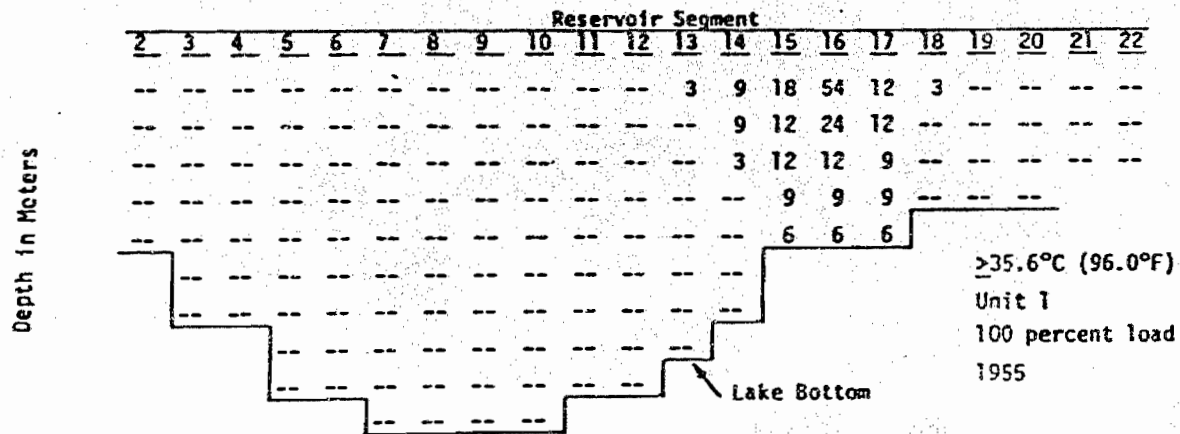 Reservoir Segment
2 3 4 5 6 7 8 9 10 11 12 13 14 15 16 17 18 19 20 21 22
-- -- -- -- -- -- -- -- -- -- -- 3 9 18 54 12 3 -- -- -- --
-- -- -- -- -- -- -- -- -- -- -- -- 9 12 24 12 -- -- -- -- --
-- -- -- -- -- -- -- -- -- -- -- -- 3 12 12 9 -- -- -- -- --
-- -- -- -- -- -- -- -- -- -- -- -- -- 9 9 9 -- -- --
-- -- -- -- -- -- -- -- -- -- -- -- -- 6 6 6
-- -- -- -- -- -- -- -- -- -- -- --
-- -- -- -- -- -- -- -- -- -- -- --
-- -- -- -- -- -- -- -- --
-- -- -- -- -- -- -- --
-- -- -- --
Depth in Meters
≥35.6°C (96.0°F)
Unit 1
100 percent load
1955
Lake Bottom